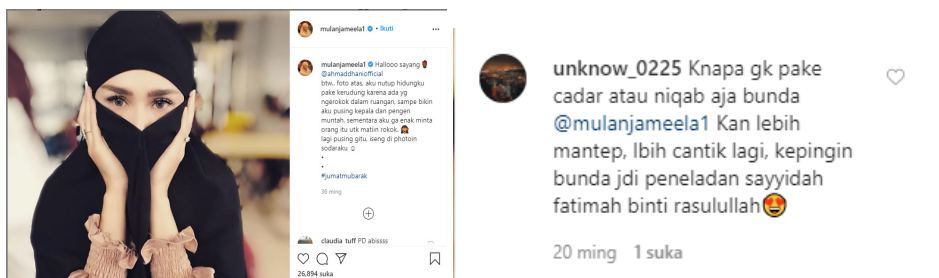 mulanjameela1 • Ikuti
mulanjameela1 Hallooo sayang
@ahmaddhaniofficial
btw.. foto atas, aku nutup hidungku
pake kerudung karena ada yg
ngerokok dalam ruangan, sampe bikin
aku pusing kepala dan pengen
muntah, sementara aku ga enak minta
orang itu utk matiin rokok. 
lagi pusing gitu, iseng di photoin
sodaraku ☺
•
•
#jumatmubarak
36 ming
claudia_tuff PD abissss
26,894 suka
unknow_0225 Knapa gk pake
cadar atau niqab aja bunda
@mulanjameela1 Kan lebih
mantep, lbih cantik lagi, kepingin
bunda jdi peneladan sayyidah
fatimah binti rasulullah😍
20 ming 1 suka